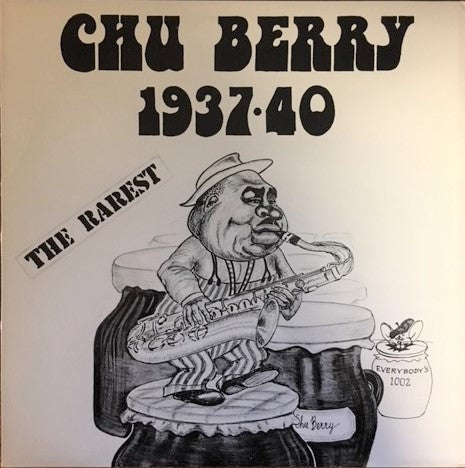 CHU BERRY
1937·40
THE RAREST
EVERYBODY'S
1002
Chu Berry